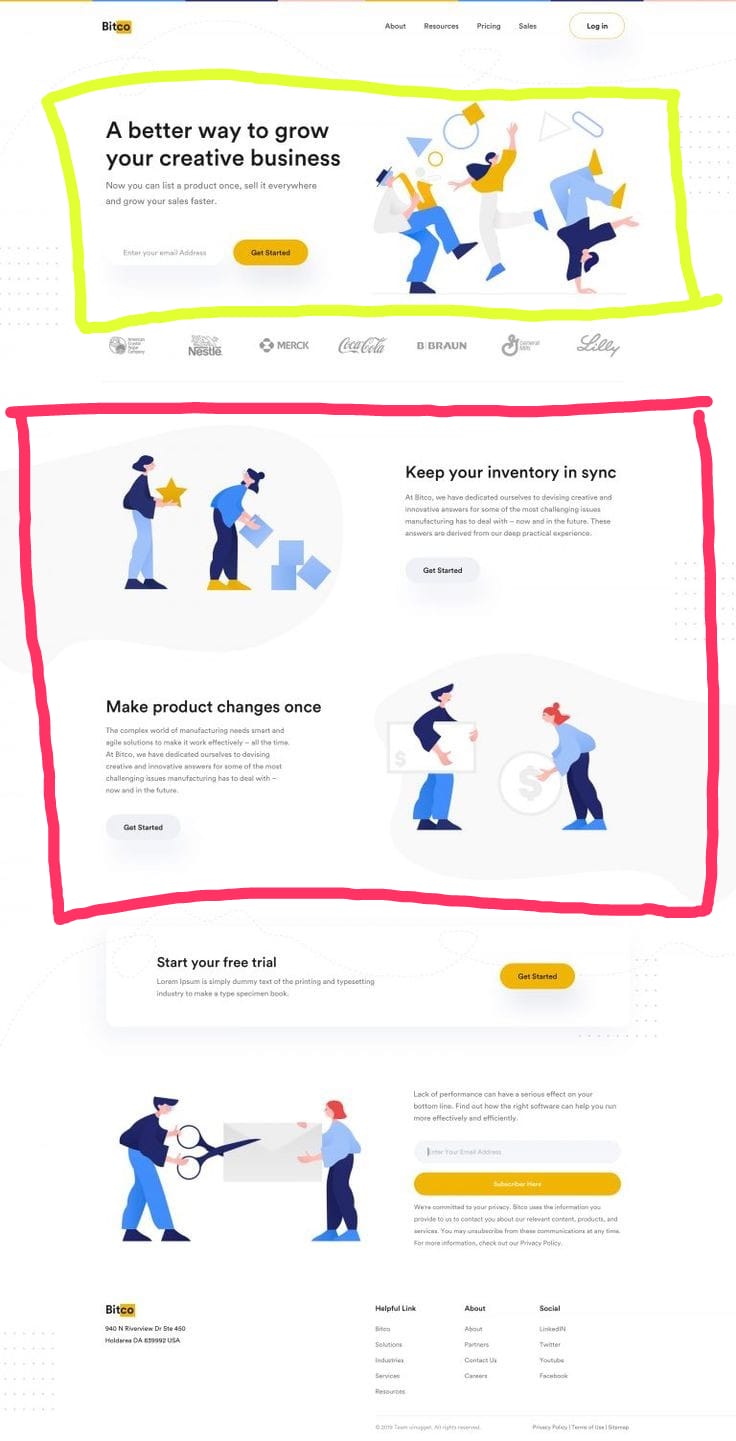 Bitco
About Resources Pricing Sales Log in
A better way to grow
your creative business
Now you can list a product once, sell it everywhere
and grow your sales faster.
Enter your email Address Get Started
American
Crystal
Sugar
Company
Nestle
MERCK
Coca-Cola
B BRAUN
General
Mills
Lilly
Keep your inventory in sync
At Bitco, we have dedicated ourselves to devising creative and
innovative answers for some of the most challenging issues
manufacturing has to deal with – now and in the future. These
answers are derived from our deep practical experience.
Get Started
Make product changes once
The complex world of manufacturing needs smart and
agile solutions to make it work effectively – all the time.
At Bitco, we have dedicated ourselves to devising
creative and innovative answers for some of the most
challenging issues manufacturing has to deal with –
now and in the future.
Get Started
$
$
Start your free trial
Lorem Ipsum is simply dummy text of the printing and typesetting
industry to make a type specimen book.
Get Started
Lack of performance can have a serious effect on your
bottom line. Find out how the right software can help you run
more effectively and efficiently.
Enter Your Email Address
Subscriber Here
We're committed to your privacy. Bitco uses the information you
provide to us to contact you about our relevant content, products, and
services. You may unsubscribe from these communications at any time.
For more information, check out our Privacy Policy.
Bitco
940 N Riverview Dr Ste 450
Holdarea DA 839992 USA
Helpful Link
Bitco
Solutions
Industries
Services
Resources
About
About
Partners
Contact Us
Careers
Social
LinkedIN
Twitter
Youtube
Facebook
© 2019 Team uinugget. All rights reserved.
Privacy Policy | Terms of Use | Sitemap